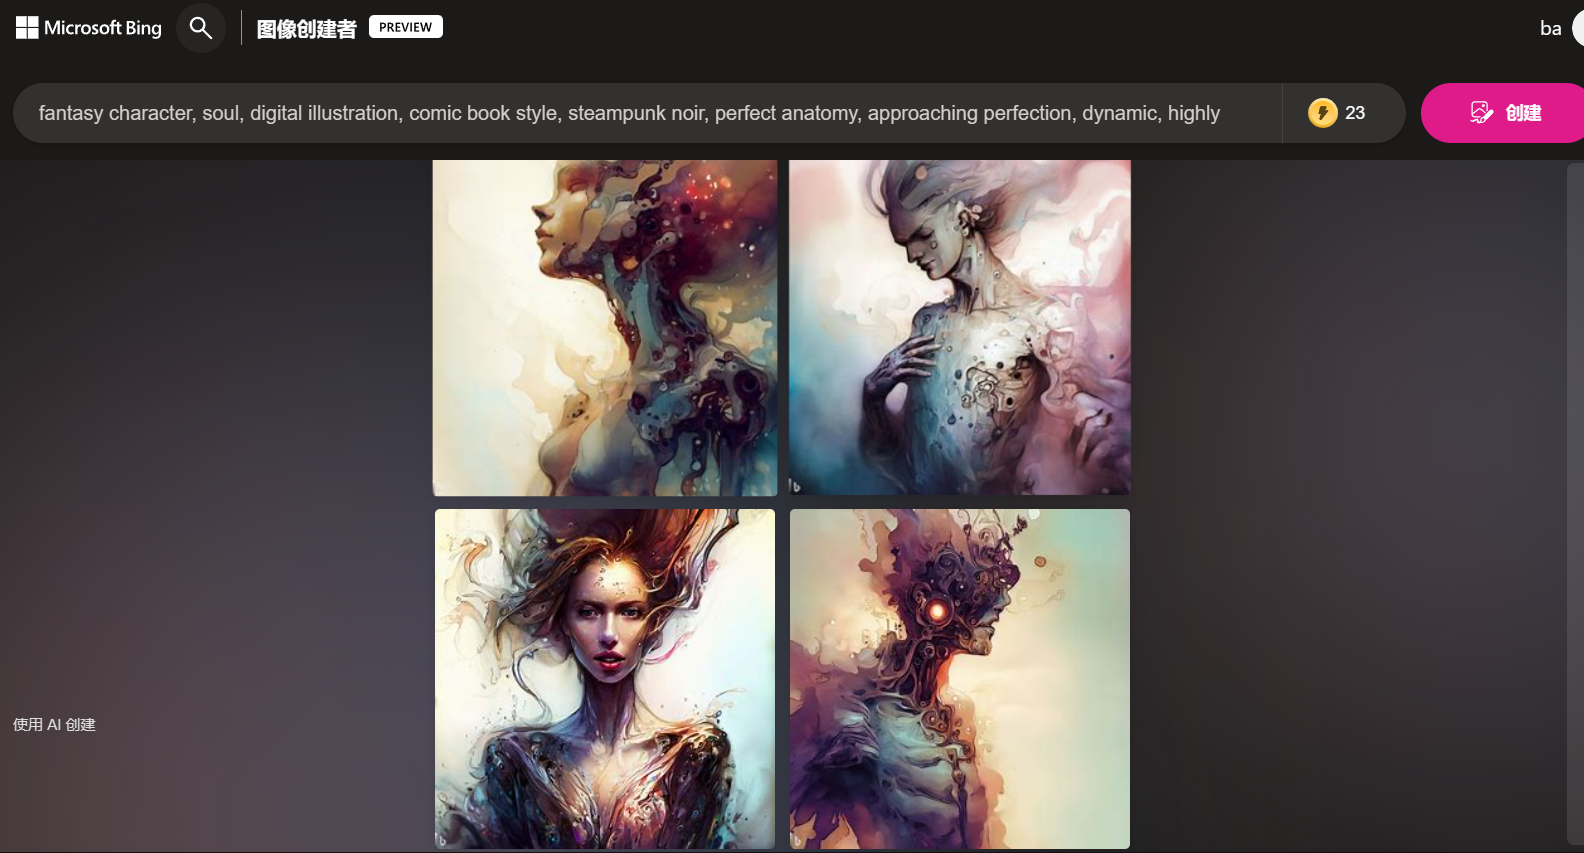 Microsoft Bing
图像创建者
PREVIEW
ba
fantasy character, soul, digital illustration, comic book style, steampunk noir, perfect anatomy, approaching perfection, dynamic, highly
23
创建
使用 AI 创建